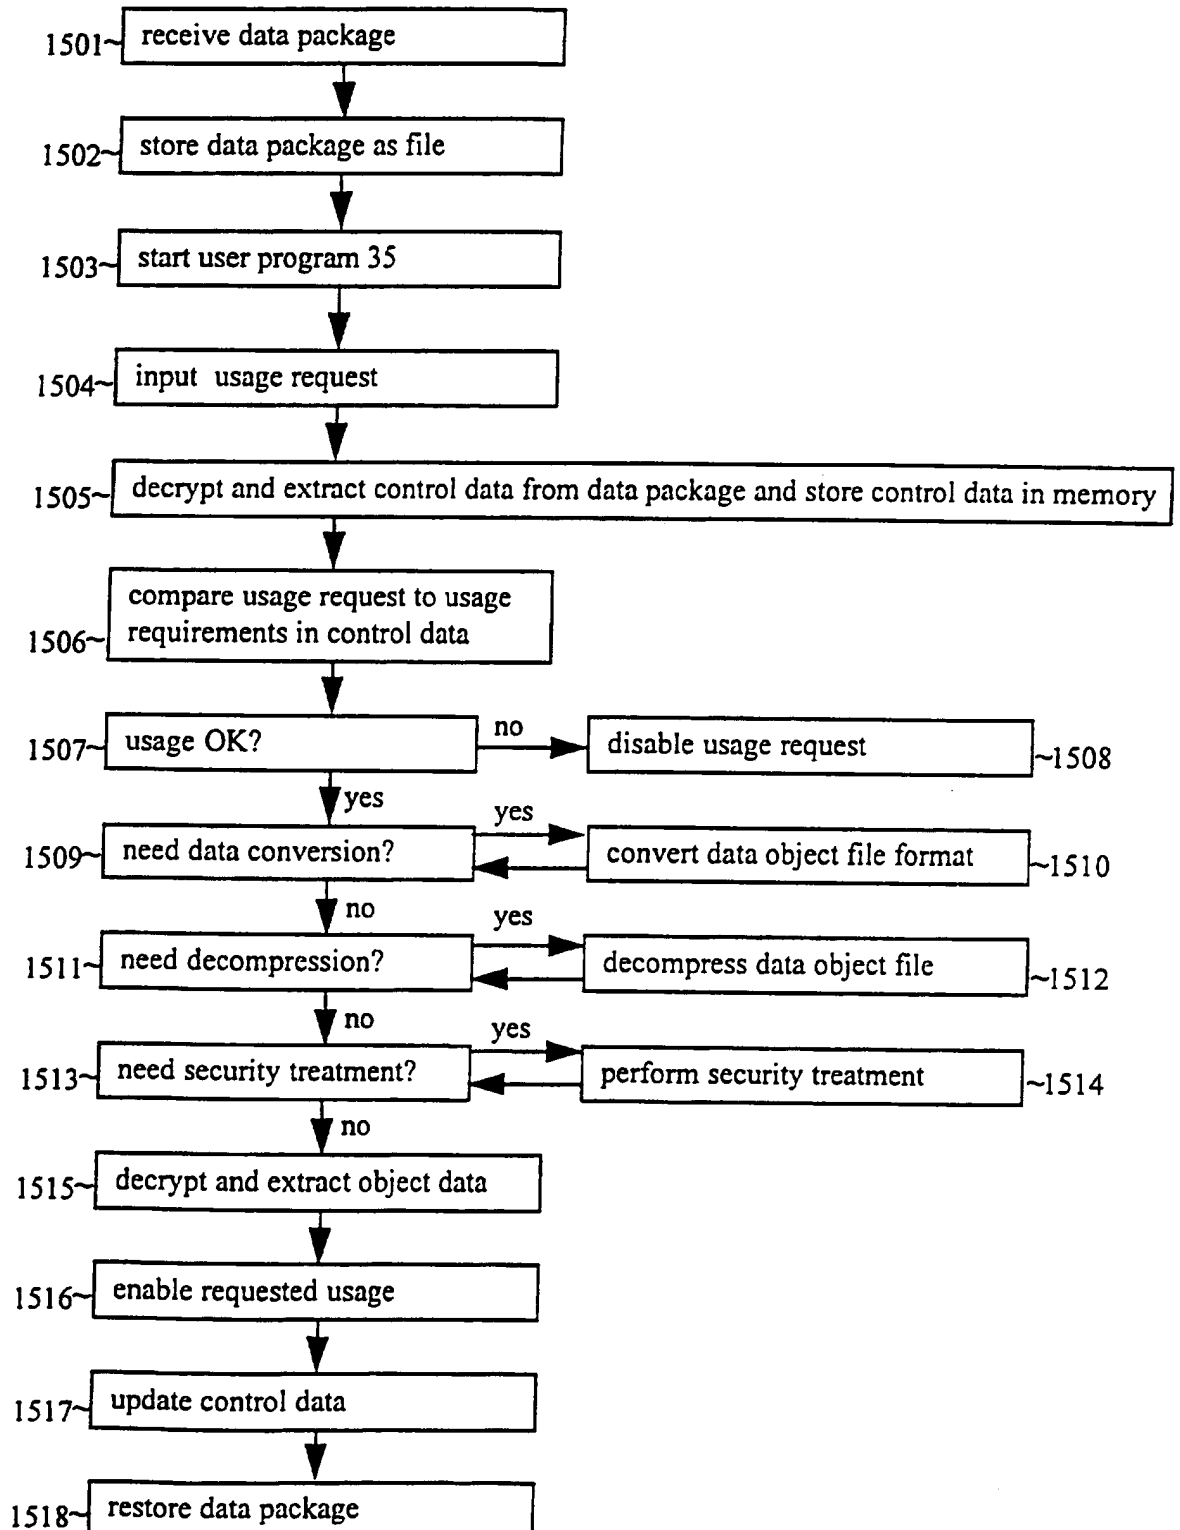 1501~ receive data package
1502~ store data package as file
1503~ start user program 35
1504~ input usage request
1505~ decrypt and extract control data from data package and store control data in memory
compare usage request to usage
1506~ requirements in control data
1507~ usage OK? no disable usage request ~1508
yes
1509~ need data conversion? yes convert data object file format ~1510
no
1511~ need decompression? yes decompress data object file ~1512
no
1513~ need security treatment? yes perform security treatment ~1514
no
1515~ decrypt and extract object data
1516~ enable requested usage
1517~ update control data
1518~ restore data package